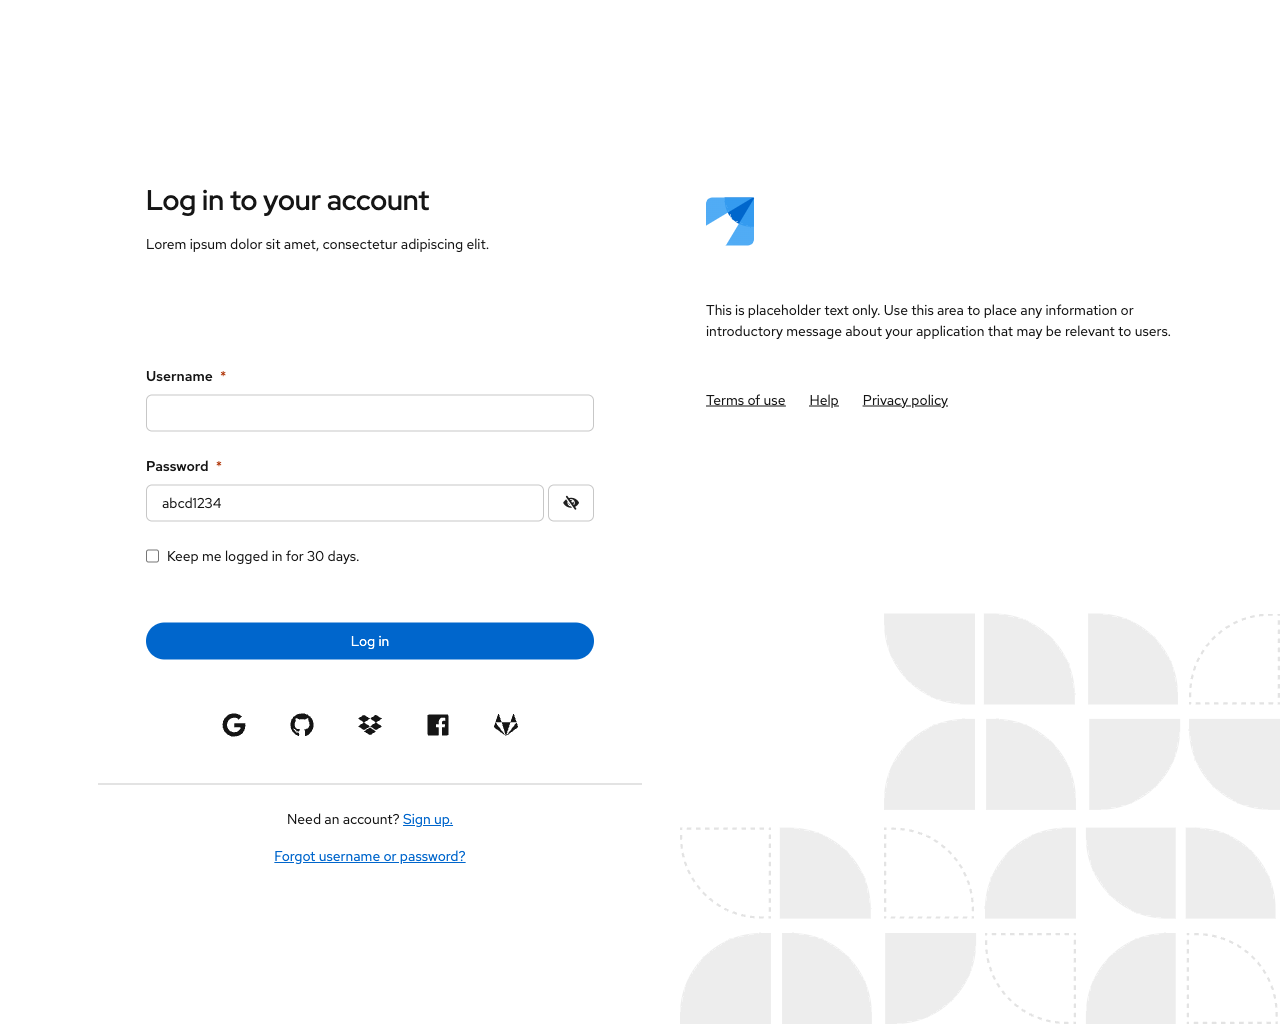 Log in to your account
Lorem ipsum dolor sit amet, consectetur adipiscing elit.
Username *
Password *
abcd1234
Keep me logged in for 30 days.
Log in
Need an account? Sign up.
Forgot username or password?
This is placeholder text only. Use this area to place any information or
introductory message about your application that may be relevant to users.
Terms of use Help Privacy policy